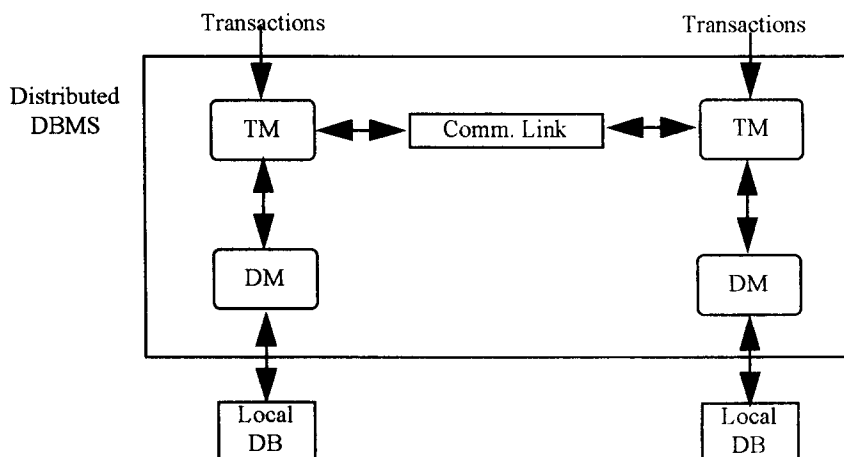 Transactions
Transactions
Distributed
DBMS
TM
Comm. Link
TM
DM
DM
Local
DB
Local
DB